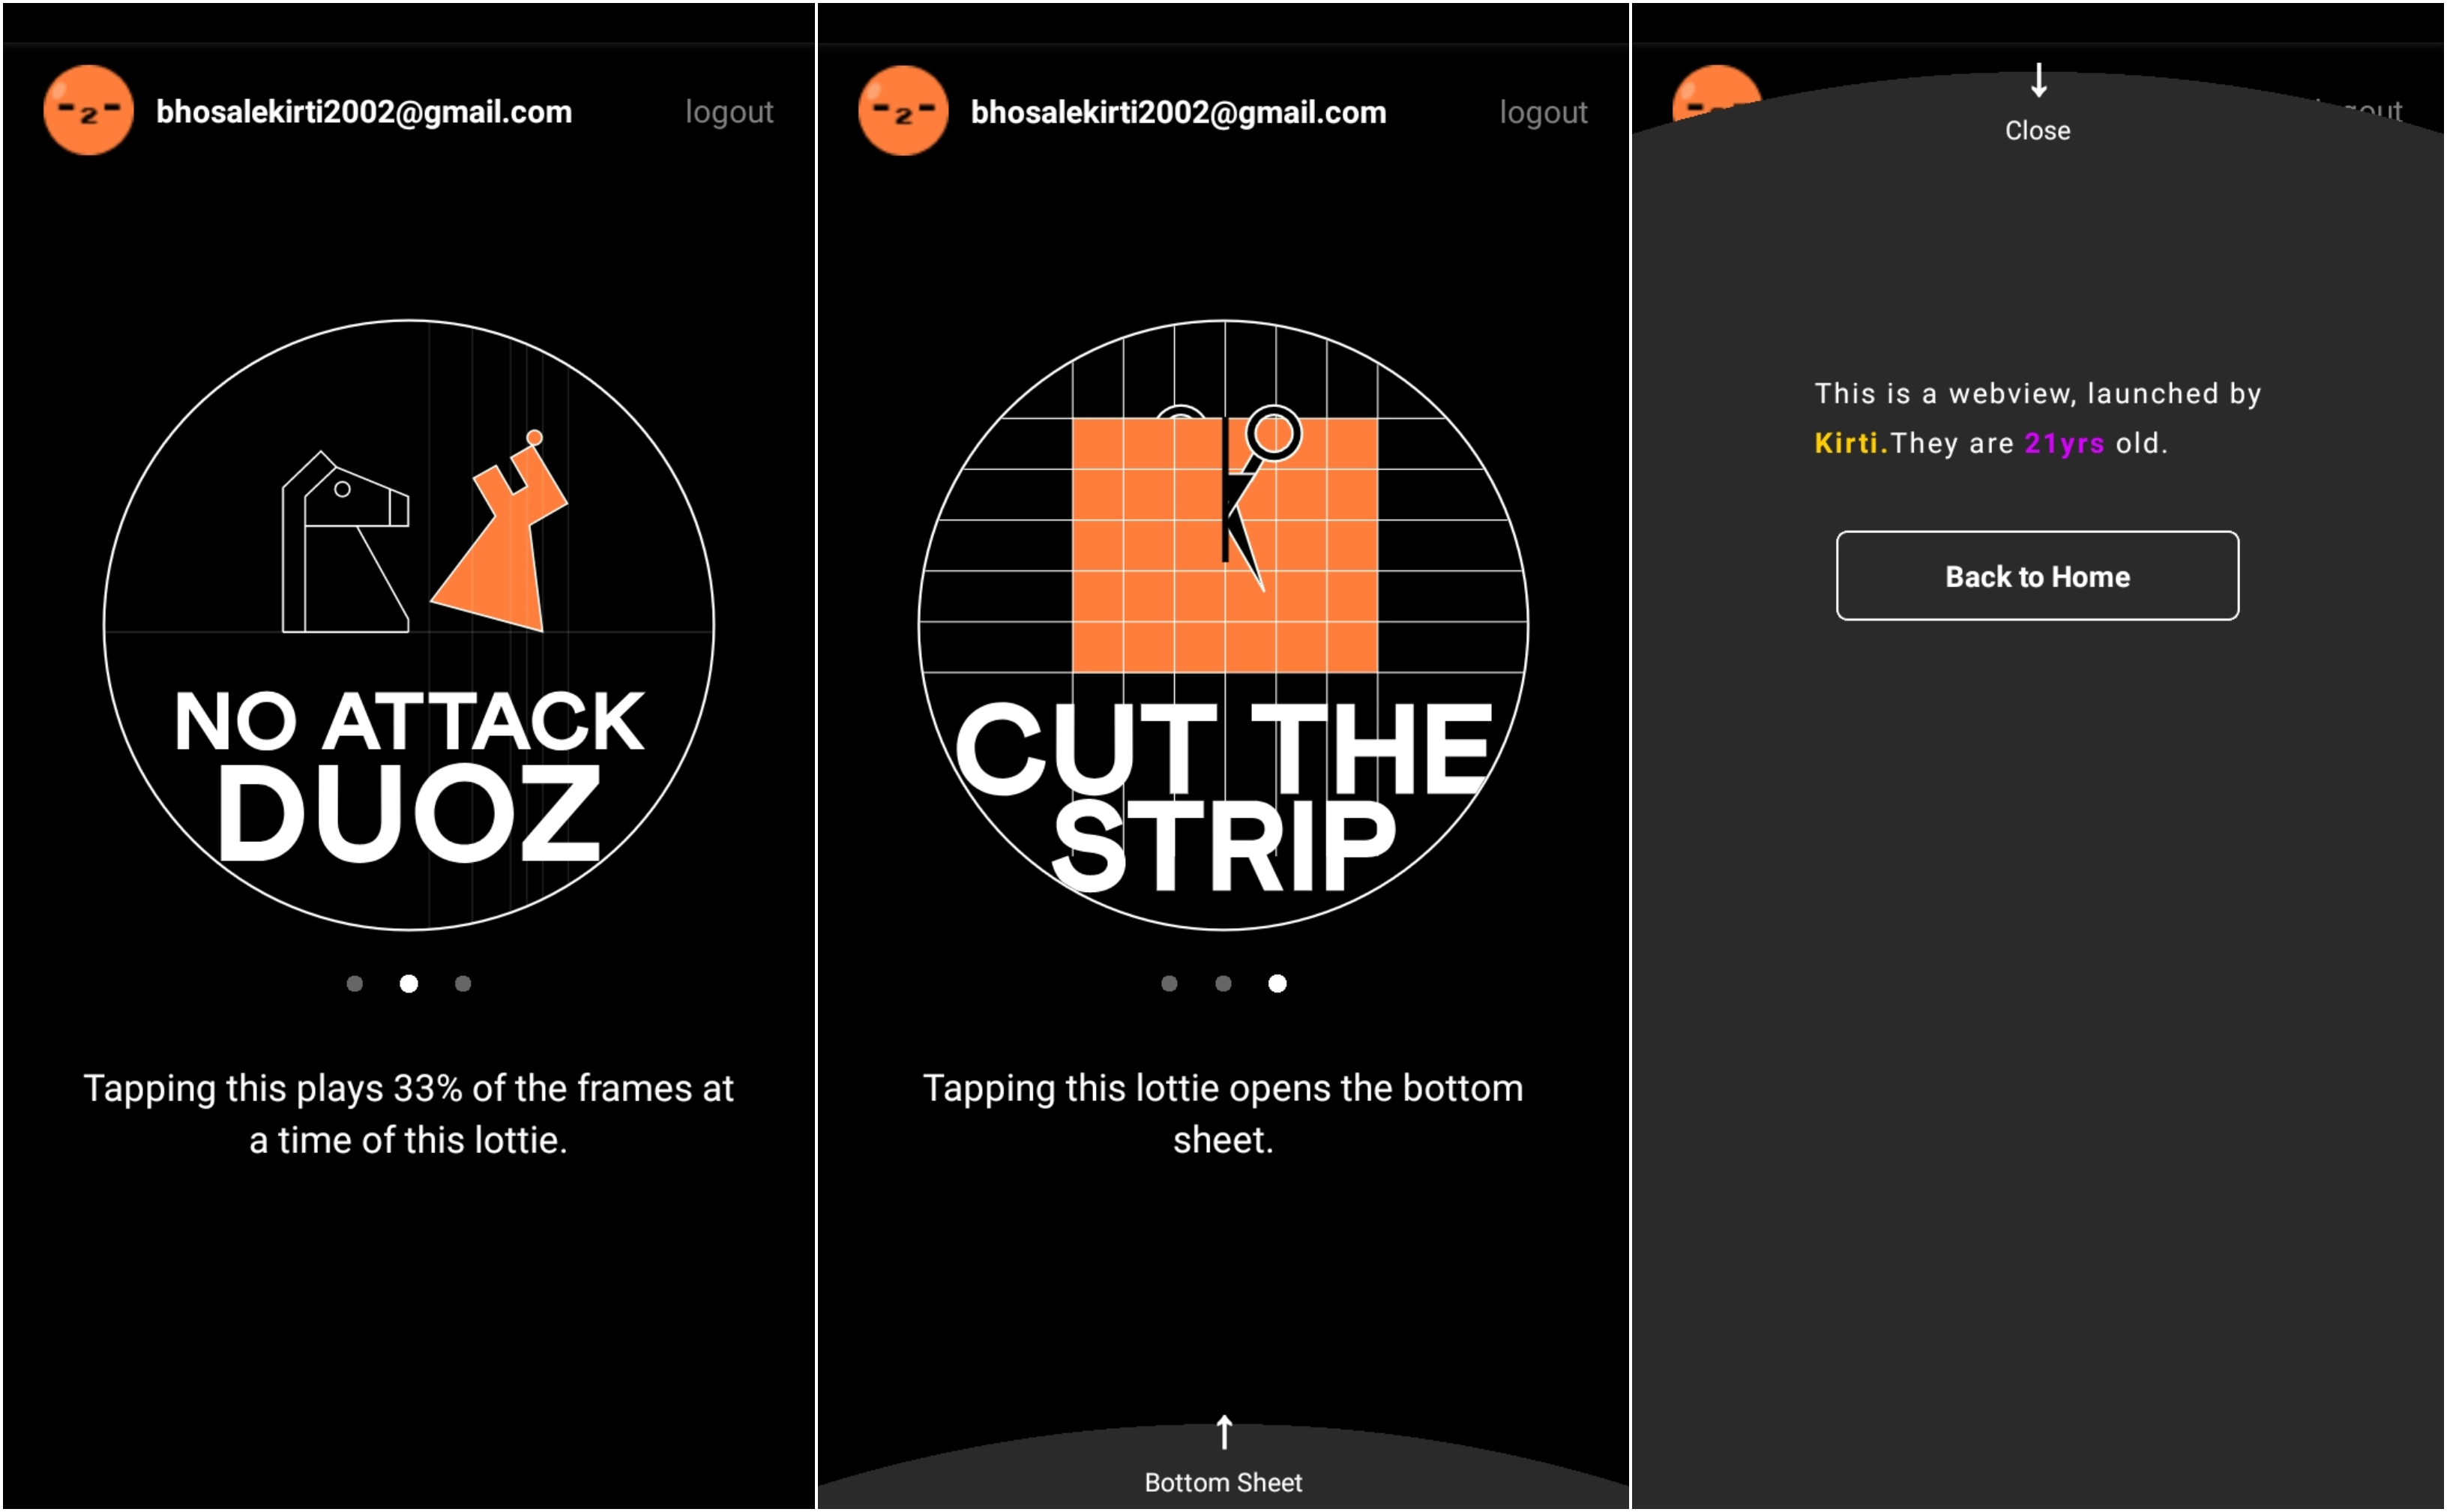 bhosalekirti2002@gmail.com logout
NO ATTACK
DUOZ
Tapping this plays 33% of the frames at
a time of this lottie.
bhosalekirti2002@gmail.com logout
CUT THE
STRIP
Tapping this lottie opens the bottom
sheet.
Bottom Sheet
Close
This is a webview, launched by
Kirti.They are 21yrs old.
Back to Home